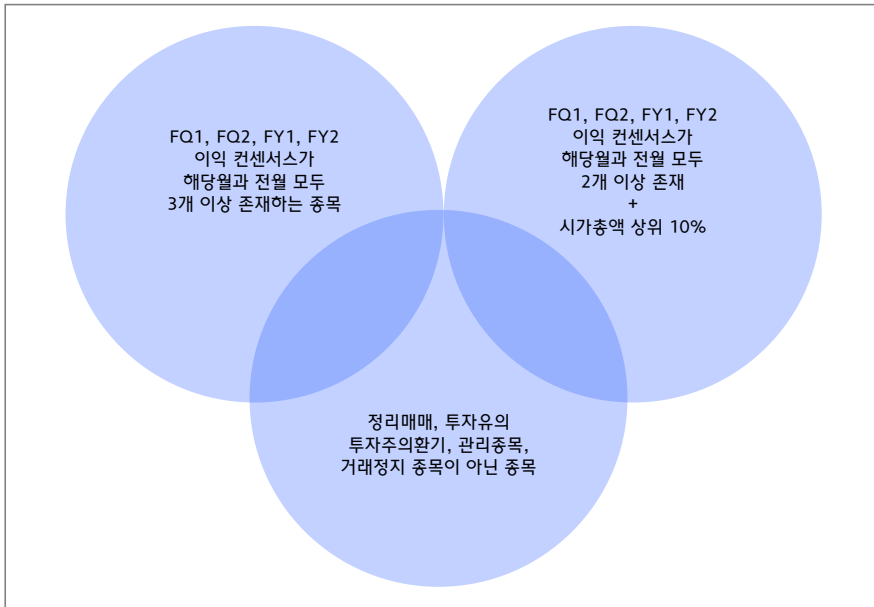 FQ1, FQ2, FY1, FY2
이익 컨센서스가
해당월과 전월 모두
3개 이상 존재하는 종목
FQ1, FQ2, FY1, FY2
이익 컨센서스가
해당월과 전월 모두
2개 이상 존재
+
시가총액 상위 10%
정리매매, 투자유의
투자주의환기, 관리종목,
거래정지 종목이 아닌 종목